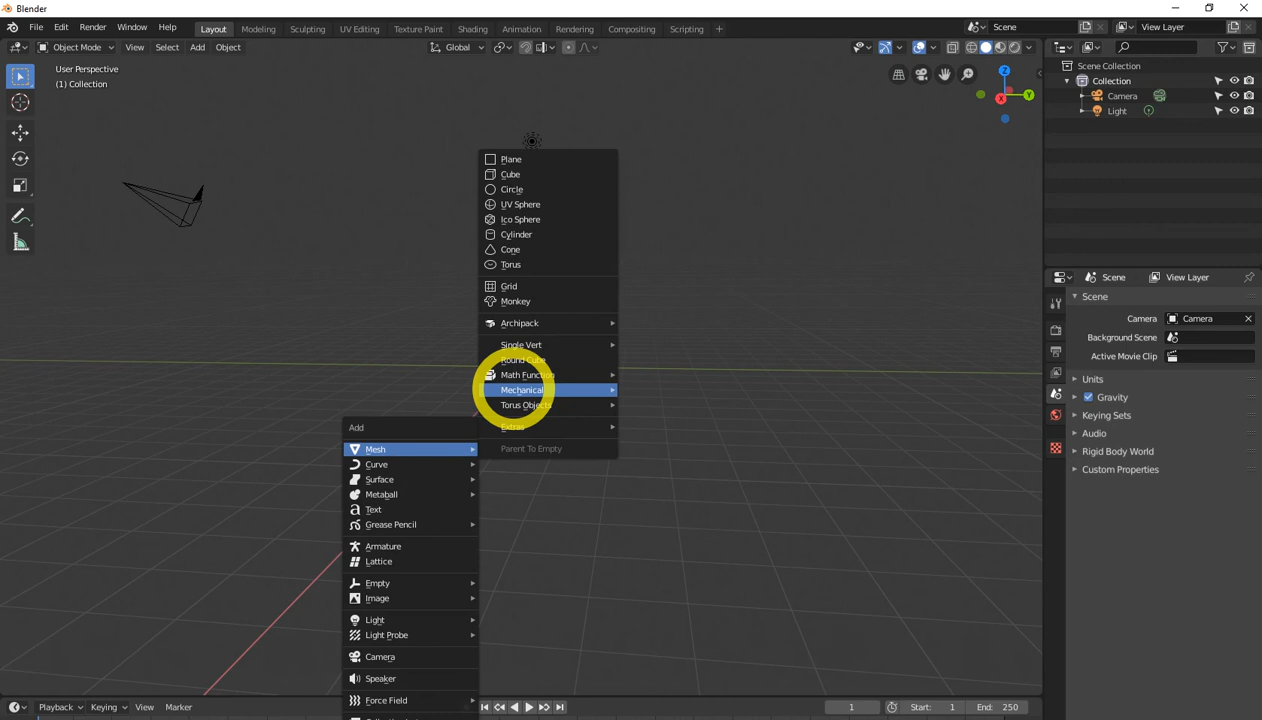 Blender
File Edit Render Window Help Layout Modeling Sculpting UV Editing Texture Paint Shading Animation Rendering Compositing Scripting + Scene View Layer
Object Mode View Select Add Object Global
User Perspective
(1) Collection
Z
Y
X
Scene Collection
Collection
Camera
Light
Plane
Cube
Circle
UV Sphere
Ico Sphere
Cylinder
Cone
Torus
Grid
Monkey
Archipack
Single Vert
Round Cube
Math Function
Mechanical
Torus Objects
Extras
Parent To Empty
Add
Mesh
Curve
Surface
Metaball
Text
Grease Pencil
Armature
Lattice
Empty
Image
Light
Light Probe
Camera
Speaker
Force Field
Scene View Layer
Scene
Camera Camera
Background Scene
Active Movie Clip
Units
Gravity
Keying Sets
Audio
Rigid Body World
Custom Properties
Playback Keying View Marker 1 Start: 1 End: 250